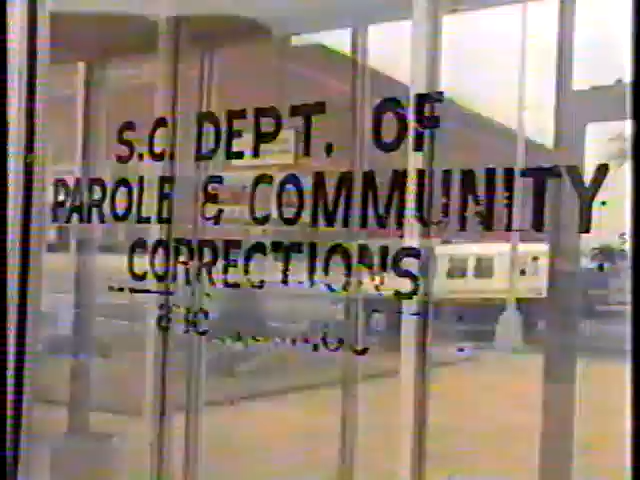 S.C. DEPT. OF
PAROLE & COMMUNITY
CORRECTIONS